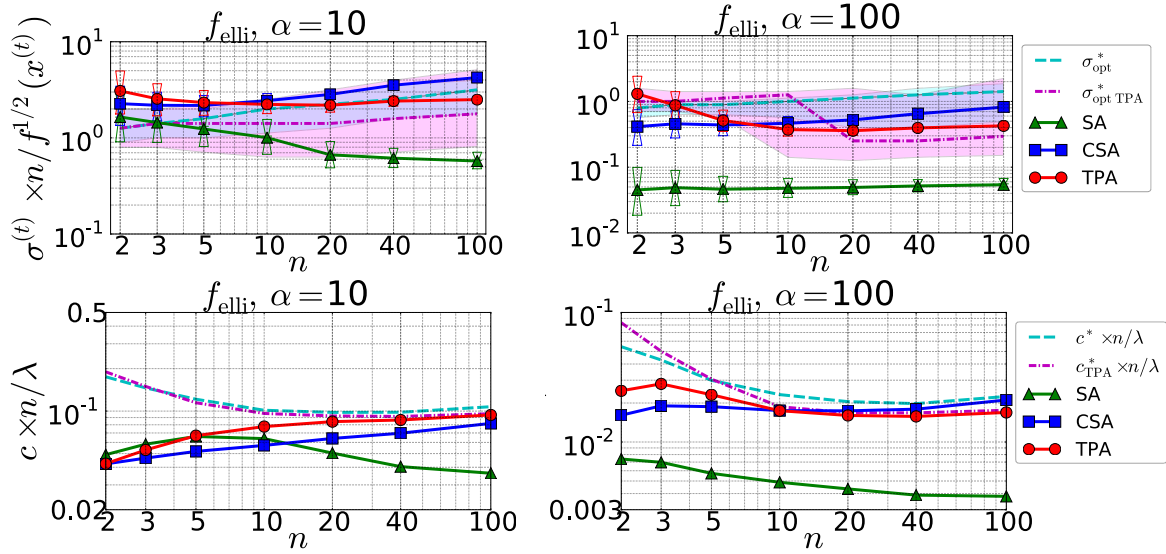 f_elli, α = 10
f_elli, α = 100
σ^(t) × n/f^1/2(x^(t))
10^1
10^0
10^-1
2 3 5 10 20 40 100
n
10^1
10^0
10^-1
10^-2
2 3 5 10 20 40 100
n
σ*_opt
σ*_opt TPA
SA
CSA
TPA
f_elli, α = 10
f_elli, α = 100
c × n/λ
0.5
10^-1
0.02
2 3 5 10 20 40 100
n
10^-1
10^-2
0.003
2 3 5 10 20 40 100
n
c* × n/λ
c*_TPA × n/λ
SA
CSA
TPA